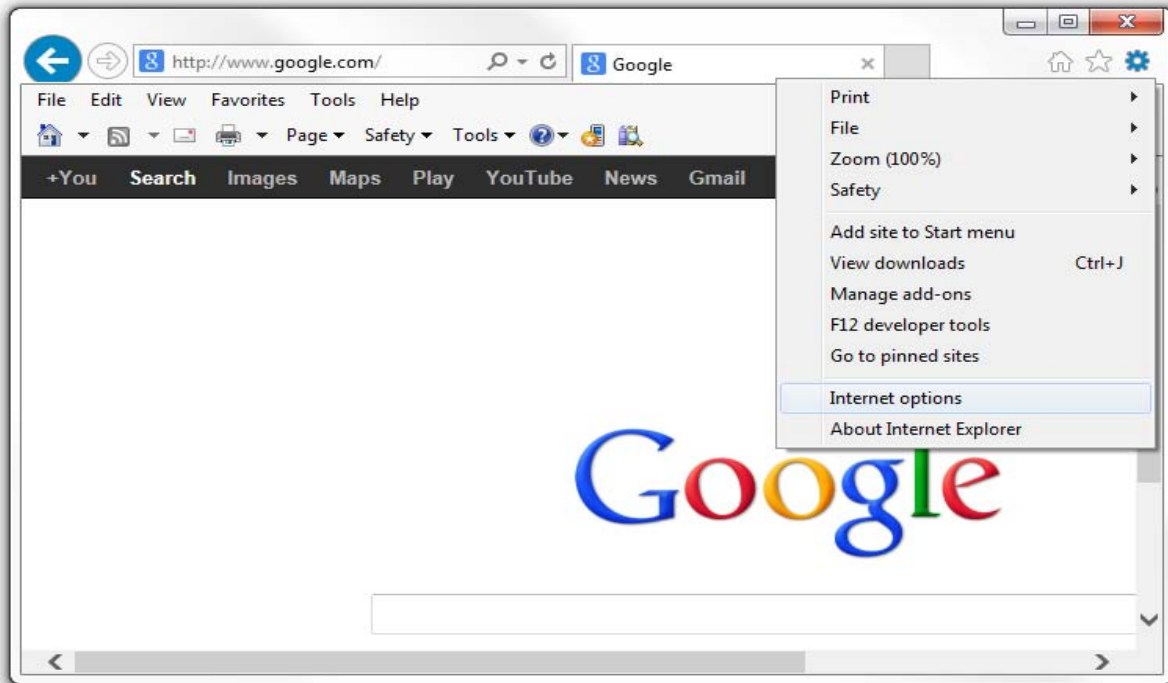 http://www.google.com/
Google
File Edit View Favorites Tools Help
Page Safety Tools
+You Search Images Maps Play YouTube News Gmail
Print
File
Zoom (100%)
Safety
Add site to Start menu
View downloads Ctrl+J
Manage add-ons
F12 developer tools
Go to pinned sites
Internet options
About Internet Explorer
Google